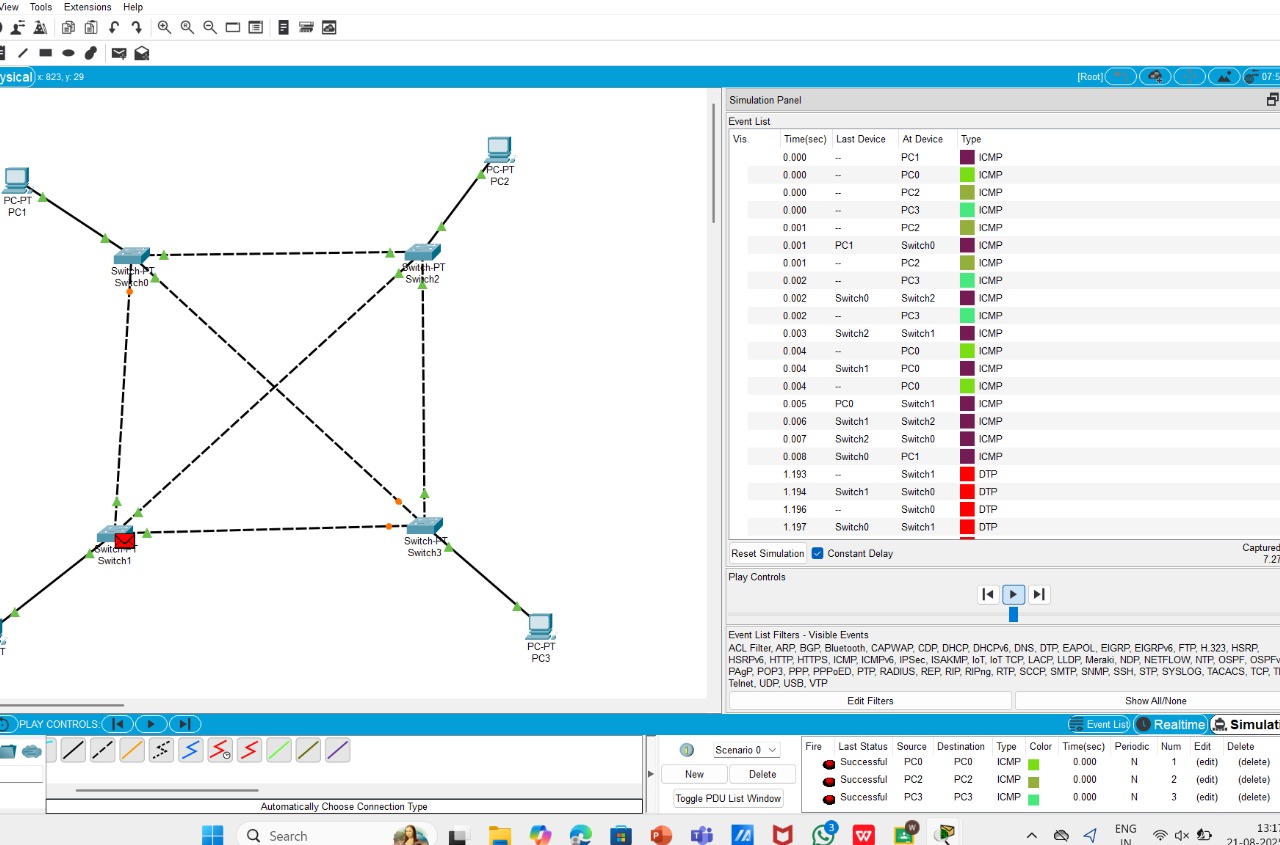 View Tools Extensions Help
ysical x: 823, y: 29 [Root] 07:5
PC-PT
PC1
PC-PT
PC2
Switch-PT
Switch0
Switch-PT
Switch2
Switch-PT
Switch1
Switch-PT
Switch3
T
PC-PT
PC3
Simulation Panel
Event List
Vis. Time(sec) Last Device At Device Type
0.000 -- PC1 ICMP
0.000 -- PC0 ICMP
0.000 -- PC2 ICMP
0.000 -- PC3 ICMP
0.001 -- PC2 ICMP
0.001 PC1 Switch0 ICMP
0.001 -- PC2 ICMP
0.002 -- PC3 ICMP
0.002 Switch0 Switch2 ICMP
0.002 -- PC3 ICMP
0.003 Switch2 Switch1 ICMP
0.004 -- PC0 ICMP
0.004 Switch1 PC0 ICMP
0.004 -- PC0 ICMP
0.005 PC0 Switch1 ICMP
0.006 Switch1 Switch2 ICMP
0.007 Switch2 Switch0 ICMP
0.008 Switch0 PC1 ICMP
1.193 -- Switch1 DTP
1.194 Switch1 Switch0 DTP
1.196 -- Switch0 DTP
1.197 Switch0 Switch1 DTP
Reset Simulation Constant Delay Captured
7.27
Play Controls
Event List Filters - Visible Events
ACL Filter, ARP, BGP, Bluetooth, CAPWAP, CDP, DHCP, DHCPv6, DNS, DTP, EAPOL, EIGRP, EIGRPv6, FTP, H.323, HSRP,
HSRPv6, HTTP, HTTPS, ICMP, ICMPv6, IPSec, ISAKMP, IoT, IoT TCP, LACP, LLDP, Meraki, NDP, NETFLOW, NTP, OSPF, OSPFv
PAgP, POP3, PPP, PPPoED, PTP, RADIUS, REP, RIP, RIPng, RTP, SCCP, SMTP, SNMP, SSH, STP, SYSLOG, TACACS, TCP, TF
Telnet, UDP, USB, VTP
Edit Filters Show All/None
PLAY CONTROLS: Event List Realtime Simulati
Automatically Choose Connection Type
Scenario 0
New Delete
Toggle PDU List Window
Fire Last Status Source Destination Type Color Time(sec) Periodic Num Edit Delete
Successful PC0 PC0 ICMP 0.000 N 1 (edit) (delete)
Successful PC2 PC2 ICMP 0.000 N 2 (edit) (delete)
Successful PC3 PC3 ICMP 0.000 N 3 (edit) (delete)
Search 3 W W ENG
IN 13:17
21-08-202